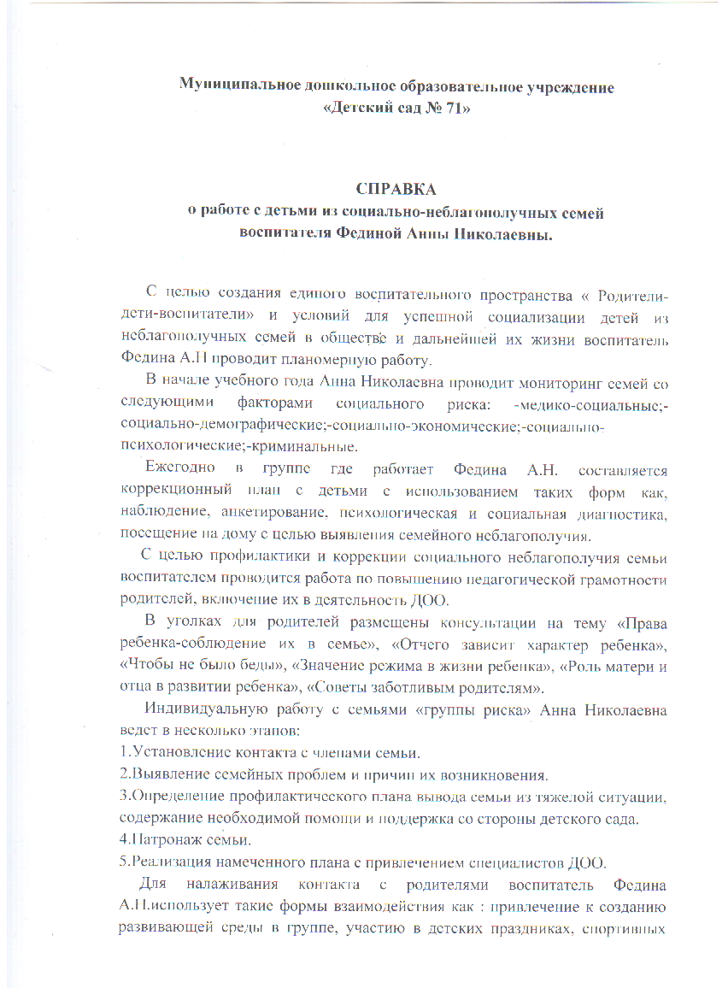 Муниципальное дошкольное образовательное учреждение
«Детский сад № 71»
СПРАВКА
о работе с детьми из социально-неблагополучных семей
воспитателя Фединой Анны Николаевны.
С целью создания единого воспитательного пространства « Родители-
дети-воспитатели» и условий для успешной социализации детей из
неблагополучных семей в обществе и дальнейшей их жизни воспитатель
Федина А.Н проводит планомерную работу.
В начале учебного года Анна Николаевна проводит мониторинг семей со
следующими факторами социального риска: -медико-социальные;-
социально-демографические;-социально-экономические;-социально-
психологические;-криминальные.
Ежегодно в группе где работает Федина А.Н. составляется
коррекционный план с детьми с использованием таких форм как,
наблюдение, анкетирование, психологическая и социальная диагностика,
посещение на дому с целью выявления семейного неблагополучия.
С целью профилактики и коррекции социального неблагополучия семьи
воспитателем проводится работа по повышению педагогической грамотности
родителей, включение их в деятельность ДОО.
В уголках для родителей размещены консультации на тему «Права
ребенка-соблюдение их в семье», «Отчего зависит характер ребенка»,
«Чтобы не было беды», «Значение режима в жизни ребенка», «Роль матери и
отца в развитии ребенка», «Советы заботливым родителям».
Индивидуальную работу с семьями «группы риска» Анна Николаевна
ведет в несколько этапов:
1.Установление контакта с членами семьи.
2.Выявление семейных проблем и причин их возникновения.
3.Определение профилактического плана вывода семьи из тяжелой ситуации,
содержание необходимой помощи и поддержка со стороны детского сада.
4.Патронаж семьи.
5.Реализация намеченного плана с привлечением специалистов ДОО.
Для налаживания контакта с родителями воспитатель Федина
А.Н.использует такие формы взаимодействия как : привлечение к созданию
развивающей среды в группе, участию в детских праздниках, спортивных